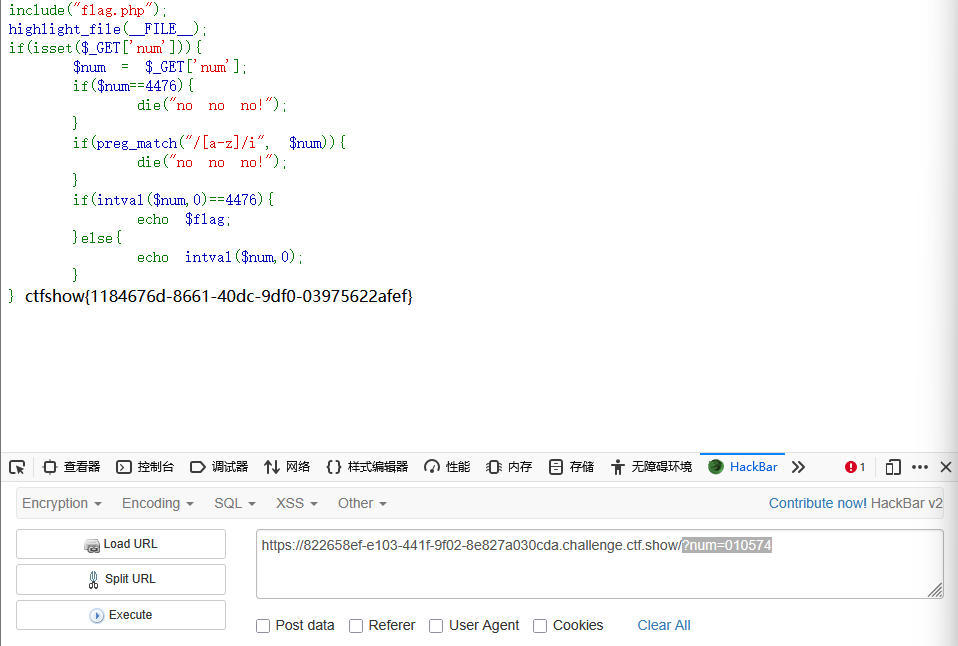 include("flag.php");
highlight_file(__FILE__);
if(isset($_GET['num'])){
$num = $_GET['num'];
if($num==4476){
die("no no no!");
}
if(preg_match("/[a-z]/i", $num)){
die("no no no!");
}
if(intval($num,0)==4476){
echo $flag;
}else{
echo intval($num,0);
}
} ctfshow{1184676d-8661-40dc-9df0-03975622afef}
查看器 控制台 调试器 网络 样式编辑器 性能 内存 存储 无障碍环境 HackBar 1
Encryption Encoding SQL XSS Other Contribute now! HackBar v2
Load URL https://822658ef-e103-441f-9f02-8e827a030cda.challenge.ctf.show/?num=010574
Split URL
Execute
Post data Referer User Agent Cookies Clear All